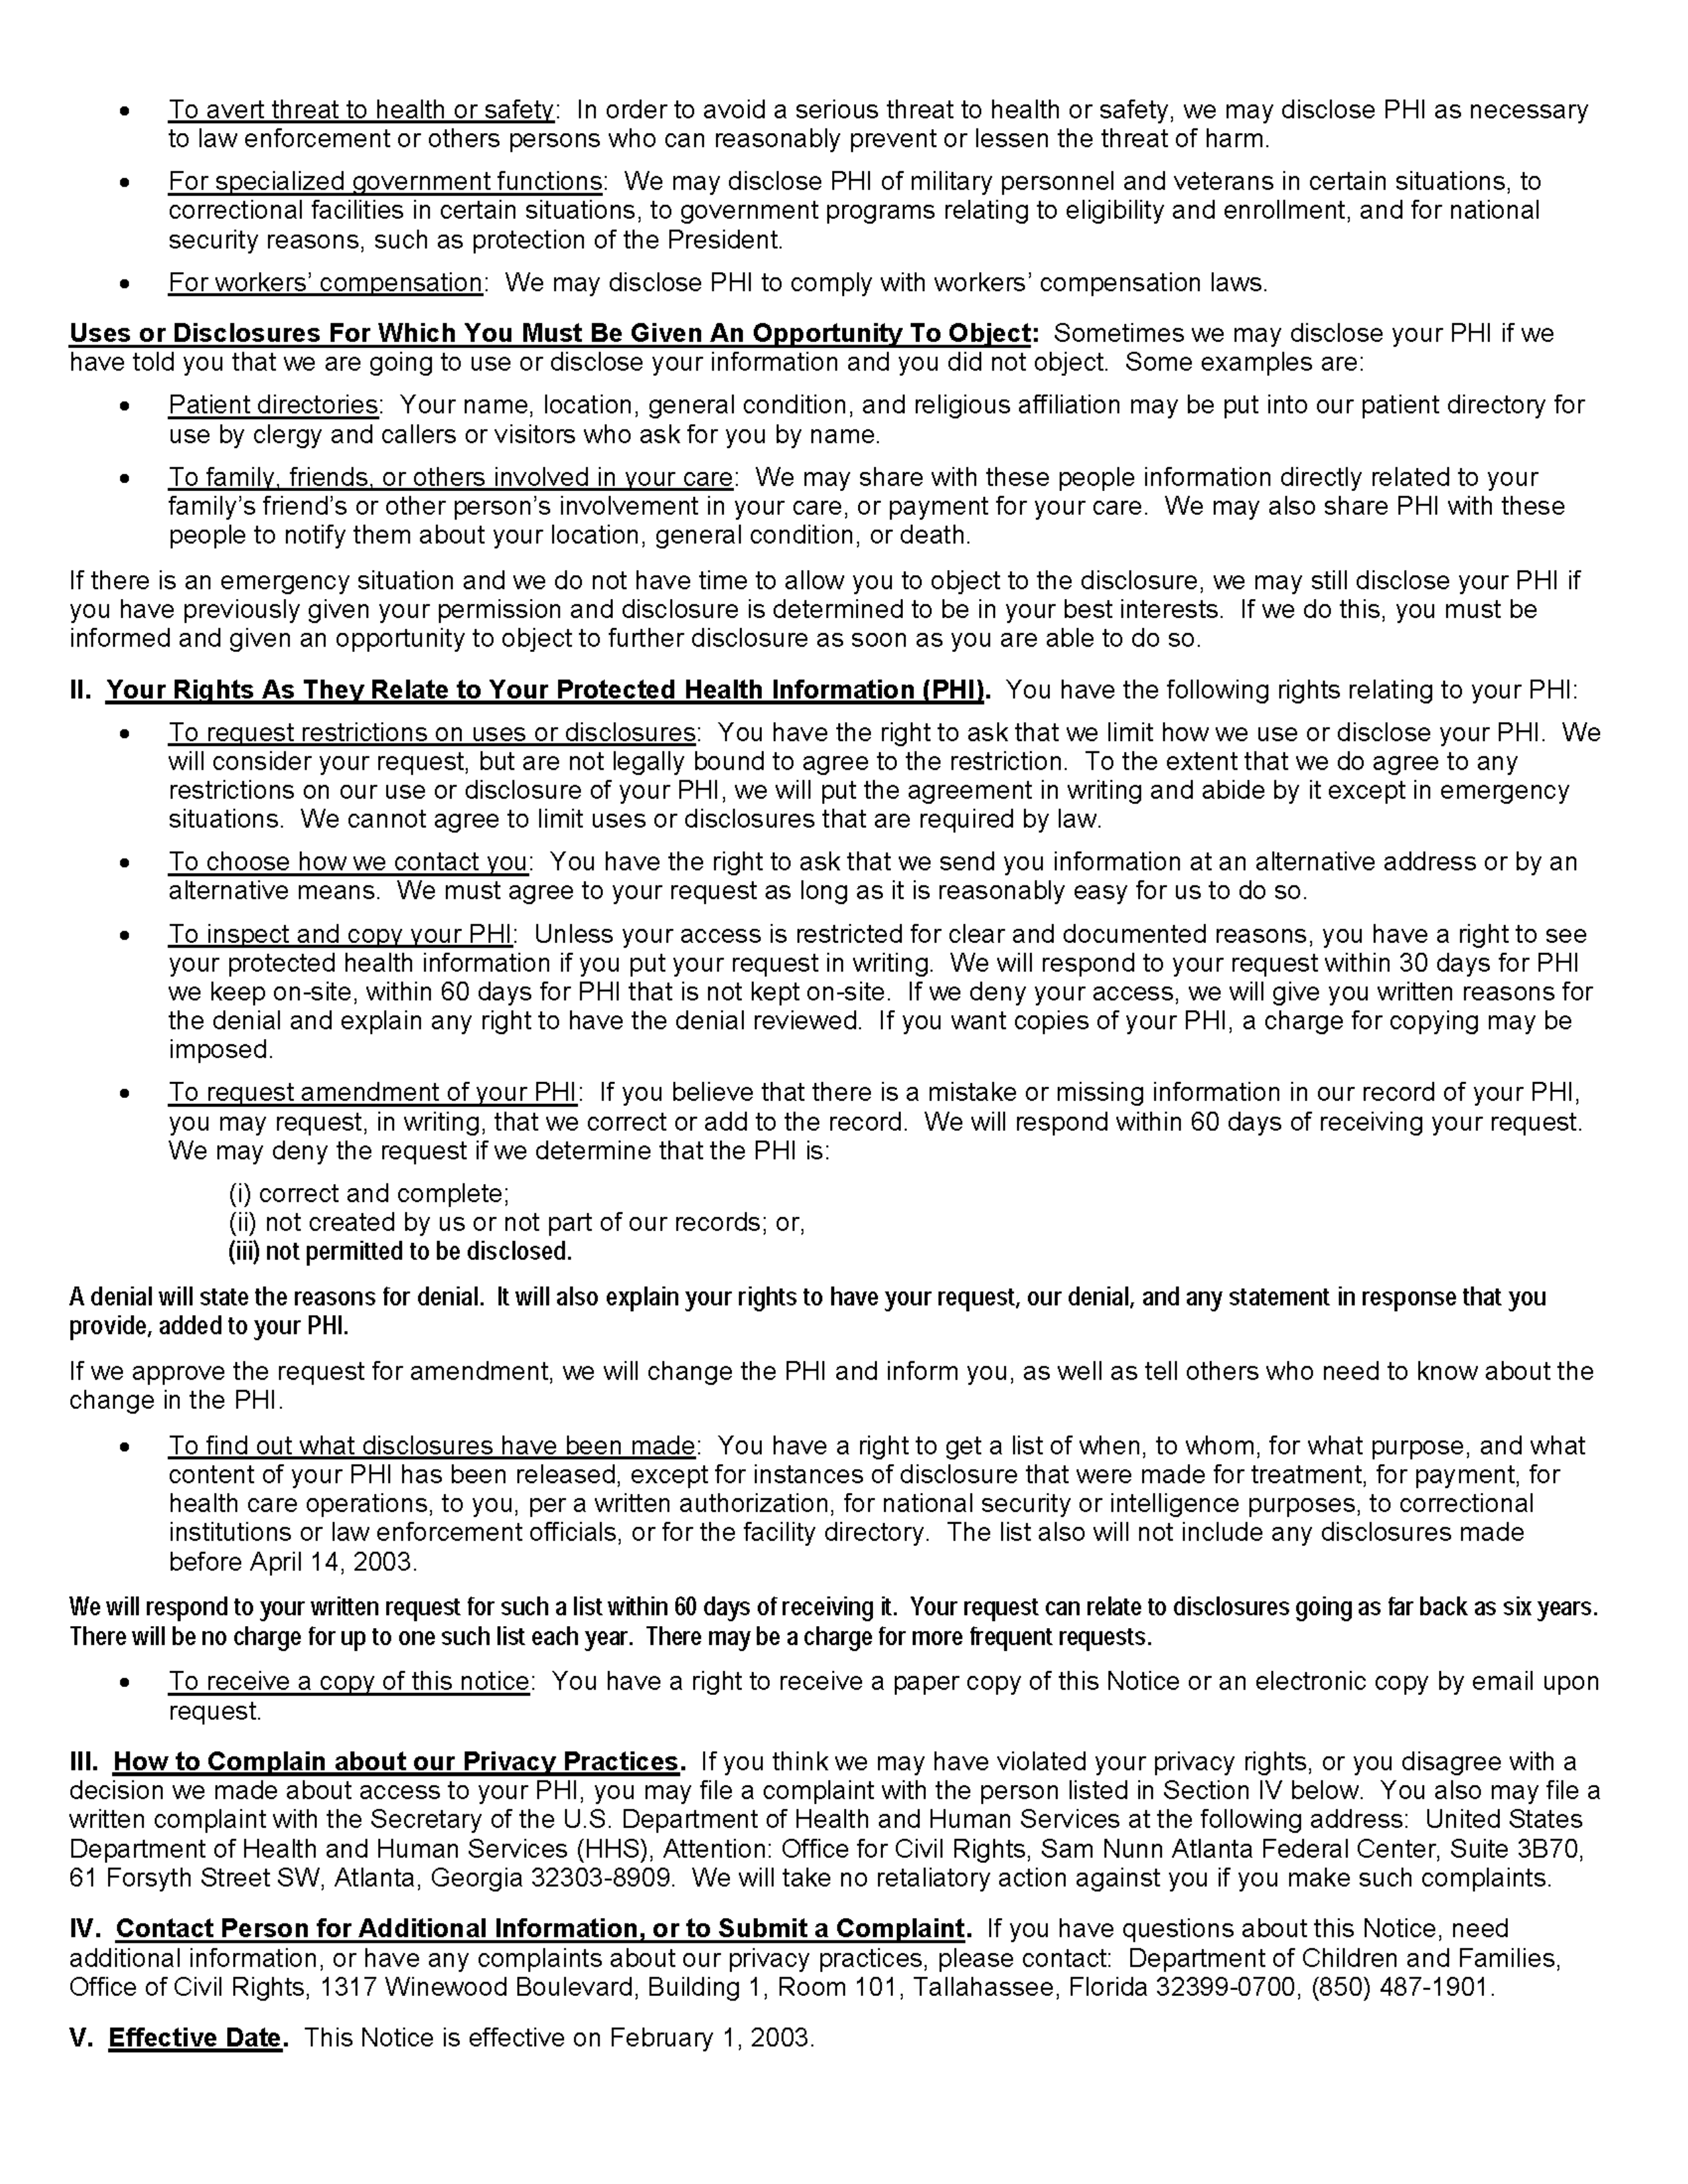 • To avert threat to health or safety:  In order to avoid a serious threat to health or safety, we may disclose PHI as necessary
to law enforcement or others persons who can reasonably prevent or lessen the threat of harm.
• For specialized government functions:  We may disclose PHI of military personnel and veterans in certain situations, to
correctional facilities in certain situations, to government programs relating to eligibility and enrollment, and for national
security reasons, such as protection of the President.
• For workers’ compensation:  We may disclose PHI to comply with workers’ compensation laws.
Uses or Disclosures For Which You Must Be Given An Opportunity To Object:  Sometimes we may disclose your PHI if we
have told you that we are going to use or disclose your information and you did not object.  Some examples are:
• Patient directories:  Your name, location, general condition, and religious affiliation may be put into our patient directory for
use by clergy and callers or visitors who ask for you by name.
• To family, friends, or others involved in your care:  We may share with these people information directly related to your
family’s friend’s or other person’s involvement in your care, or payment for your care.  We may also share PHI with these
people to notify them about your location, general condition, or death.
If there is an emergency situation and we do not have time to allow you to object to the disclosure, we may still disclose your PHI if
you have previously given your permission and disclosure is determined to be in your best interests.  If we do this, you must be
informed and given an opportunity to object to further disclosure as soon as you are able to do so.
II.  Your Rights As They Relate to Your Protected Health Information (PHI).  You have the following rights relating to your PHI:
• To request restrictions on uses or disclosures:  You have the right to ask that we limit how we use or disclose your PHI.  We
will consider your request, but are not legally bound to agree to the restriction.  To the extent that we do agree to any
restrictions on our use or disclosure of your PHI, we will put the agreement in writing and abide by it except in emergency
situations.  We cannot agree to limit uses or disclosures that are required by law.
• To choose how we contact you:  You have the right to ask that we send you information at an alternative address or by an
alternative means.  We must agree to your request as long as it is reasonably easy for us to do so.
• To inspect and copy your PHI:  Unless your access is restricted for clear and documented reasons, you have a right to see
your protected health information if you put your request in writing.  We will respond to your request within 30 days for PHI
we keep on-site, within 60 days for PHI that is not kept on-site.  If we deny your access, we will give you written reasons for
the denial and explain any right to have the denial reviewed.  If you want copies of your PHI, a charge for copying may be
imposed.
• To request amendment of your PHI:  If you believe that there is a mistake or missing information in our record of your PHI,
you may request, in writing, that we correct or add to the record.  We will respond within 60 days of receiving your request.
We may deny the request if we determine that the PHI is:
(i) correct and complete;
(ii) not created by us or not part of our records; or,
(iii) not permitted to be disclosed.
A denial will state the reasons for denial.  It will also explain your rights to have your request, our denial, and any statement in response that you
provide, added to your PHI.
If we approve the request for amendment, we will change the PHI and inform you, as well as tell others who need to know about the
change in the PHI.
• To find out what disclosures have been made:  You have a right to get a list of when, to whom, for what purpose, and what
content of your PHI has been released, except for instances of disclosure that were made for treatment, for payment, for
health care operations, to you, per a written authorization, for national security or intelligence purposes, to correctional
institutions or law enforcement officials, or for the facility directory.  The list also will not include any disclosures made
before April 14, 2003.
We will respond to your written request for such a list within 60 days of receiving it.  Your request can relate to disclosures going as far back as six years.
There will be no charge for up to one such list each year.  There may be a charge for more frequent requests.
• To receive a copy of this notice:  You have a right to receive a paper copy of this Notice or an electronic copy by email upon
request.
III.  How to Complain about our Privacy Practices.  If you think we may have violated your privacy rights, or you disagree with a
decision we made about access to your PHI, you may file a complaint with the person listed in Section IV below.  You also may file a
written complaint with the Secretary of the U.S. Department of Health and Human Services at the following address:  United States
Department of Health and Human Services (HHS), Attention: Office for Civil Rights, Sam Nunn Atlanta Federal Center, Suite 3B70,
61 Forsyth Street SW, Atlanta, Georgia 32303-8909.  We will take no retaliatory action against you if you make such complaints.
IV.  Contact Person for Additional Information, or to Submit a Complaint.  If you have questions about this Notice, need
additional information, or have any complaints about our privacy practices, please contact:  Department of Children and Families,
Office of Civil Rights, 1317 Winewood Boulevard, Building 1, Room 101, Tallahassee, Florida 32399-0700, (850) 487-1901.
V.  Effective Date.  This Notice is effective on February 1, 2003.